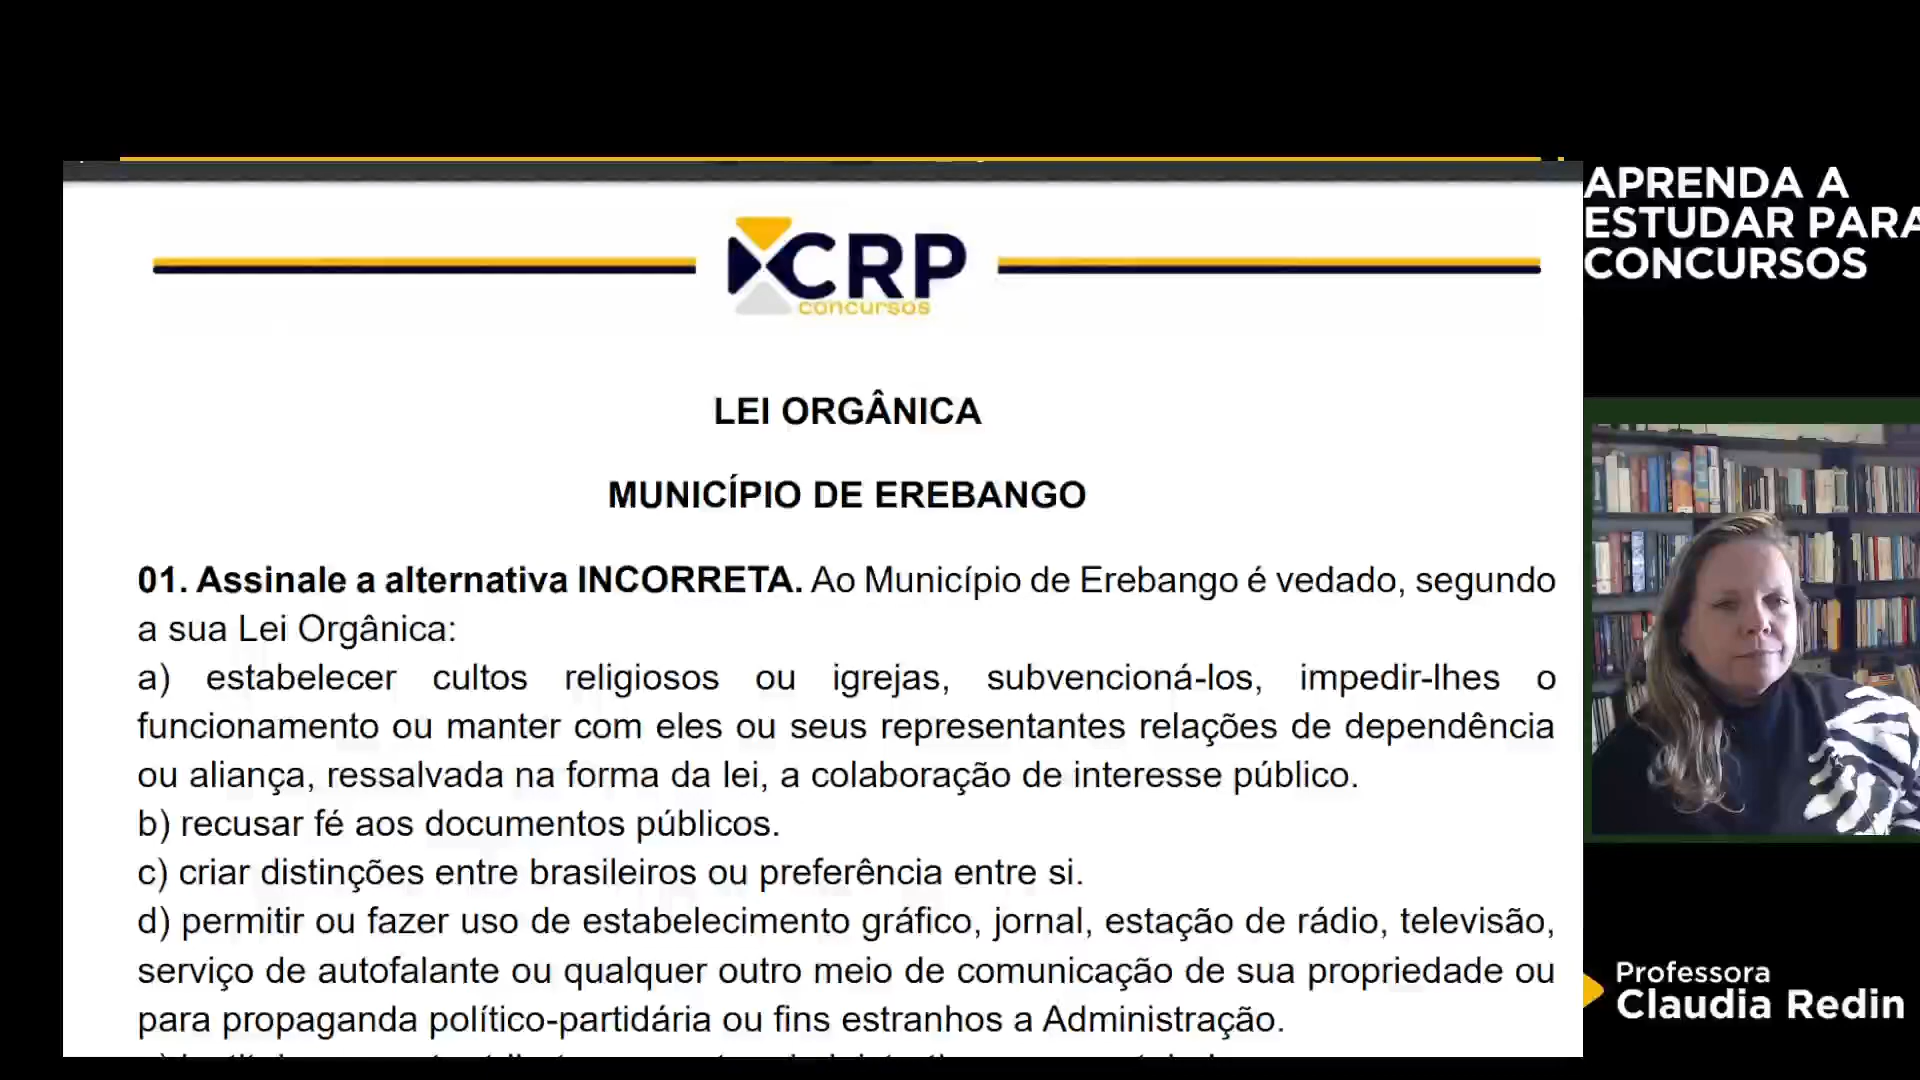 APRENDA A
ESTUDAR PARA
CONCURSOS
CRP
concursos
LEI ORGÂNICA
MUNICÍPIO DE EREBANGO
01. Assinale a alternativa INCORRETA. Ao Município de Erebango é vedado, segundo
a sua Lei Orgânica:
a) estabelecer cultos religiosos ou igrejas, subvencioná-los, impedir-lhes o
funcionamento ou manter com eles ou seus representantes relações de dependência
ou aliança, ressalvada na forma da lei, a colaboração de interesse público.
b) recusar fé aos documentos públicos.
c) criar distinções entre brasileiros ou preferência entre si.
d) permitir ou fazer uso de estabelecimento gráfico, jornal, estação de rádio, televisão,
serviço de autofalante ou qualquer outro meio de comunicação de sua propriedade ou
para propaganda político-partidária ou fins estranhos a Administração.
Professora
Claudia Redin